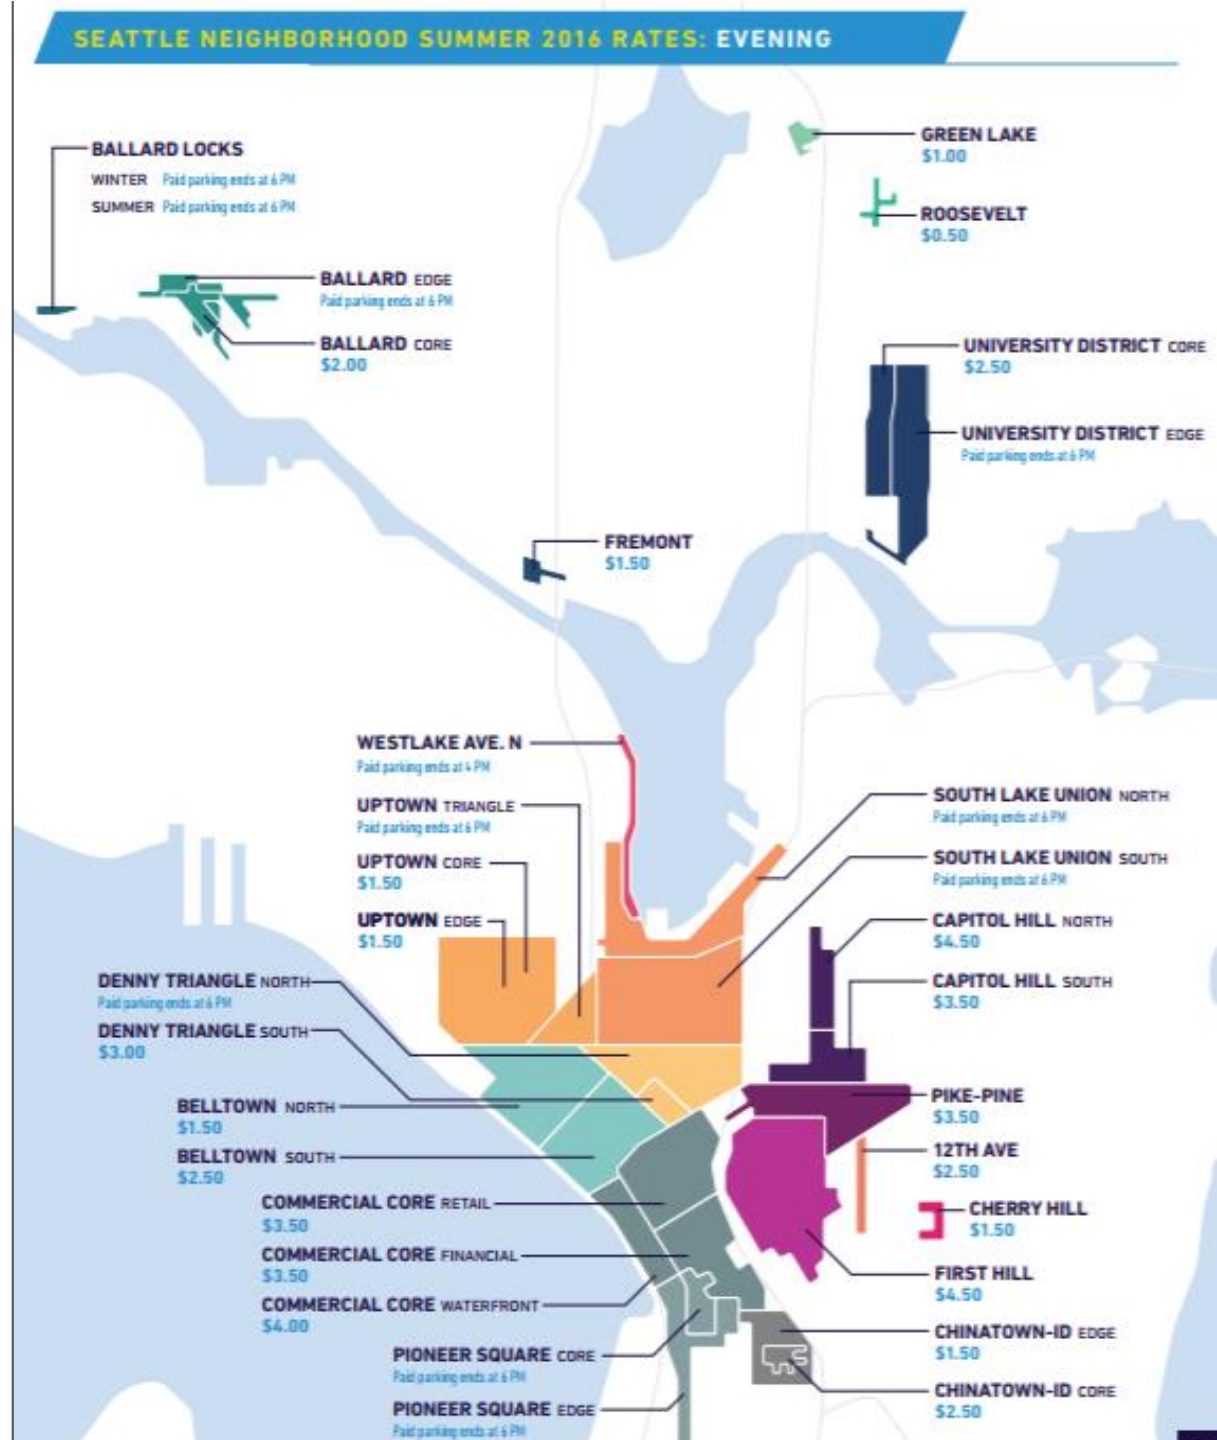 SEATTLE NEIGHBORHOOD SUMMER 2016 RATES: EVENING
BALLARD LOCKS
WINTER Paid parking ends at 6 PM
SUMMER Paid parking ends at 6 PM
GREEN LAKE
$1.00
ROOSEVELT
$0.50
BALLARD EDGE
Paid parking ends at 6 PM
BALLARD CORE
$2.00
UNIVERSITY DISTRICT CORE
$2.50
UNIVERSITY DISTRICT EDGE
Paid parking ends at 6 PM
FREMONT
$1.50
WESTLAKE AVE. N
Paid parking ends at 4 PM
UPTOWN TRIANGLE
Paid parking ends at 6 PM
UPTOWN CORE
$1.50
UPTOWN EDGE
$1.50
SOUTH LAKE UNION NORTH
Paid parking ends at 6 PM
SOUTH LAKE UNION SOUTH
Paid parking ends at 6 PM
CAPITOL HILL NORTH
$4.50
CAPITOL HILL SOUTH
$3.50
DENNY TRIANGLE NORTH
Paid parking ends at 6 PM
DENNY TRIANGLE SOUTH
$3.00
BELLTOWN NORTH
$1.50
BELLTOWN SOUTH
$2.50
PIKE-PINE
$3.50
12TH AVE
$2.50
CHERRY HILL
$1.50
COMMERCIAL CORE RETAIL
$3.50
COMMERCIAL CORE FINANCIAL
$3.50
COMMERCIAL CORE WATERFRONT
$4.00
FIRST HILL
$4.50
CHINATOWN-ID EDGE
$1.50
CHINATOWN-ID CORE
$2.50
PIONEER SQUARE CORE
Paid parking ends at 6 PM
PIONEER SQUARE EDGE
Paid parking ends at 6 PM